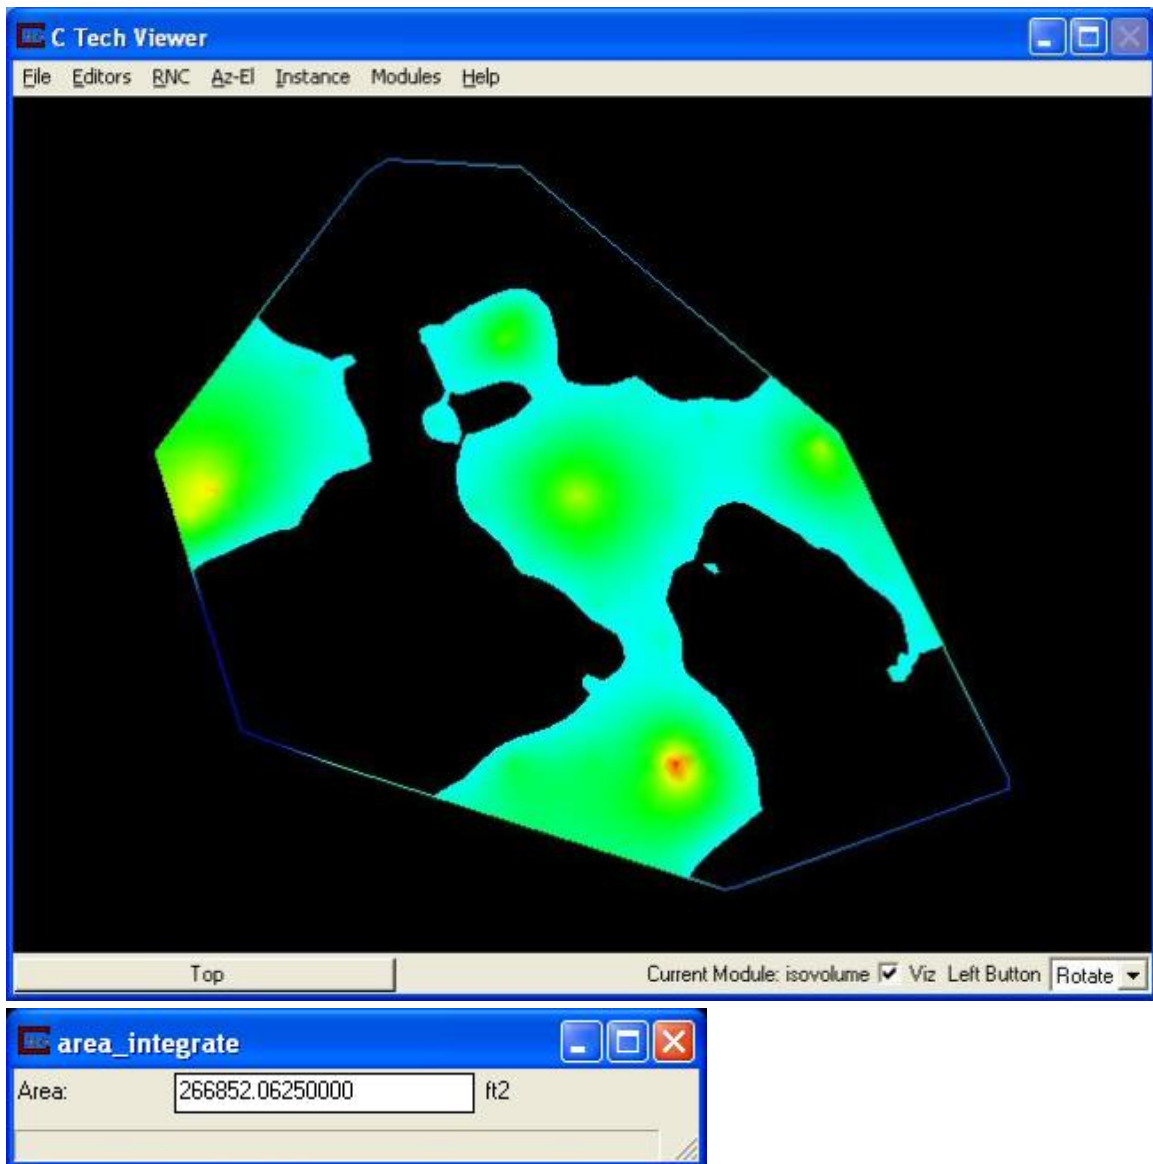 C Tech Viewer
File Editors RNC Az-El Instance Modules Help
Top Current Module: isovolume Viz Left Button Rotate
area_integrate
Area: 266852.06250000 ft2